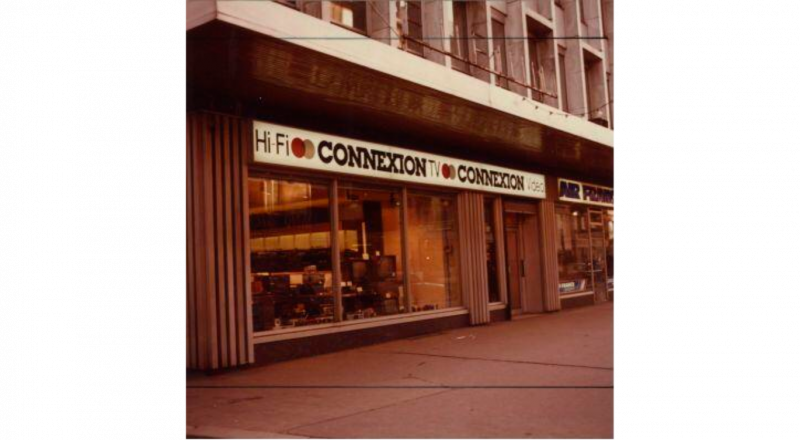 Hi-Fi CONNEXION TV CONNEXION Video
AIR FRANCE